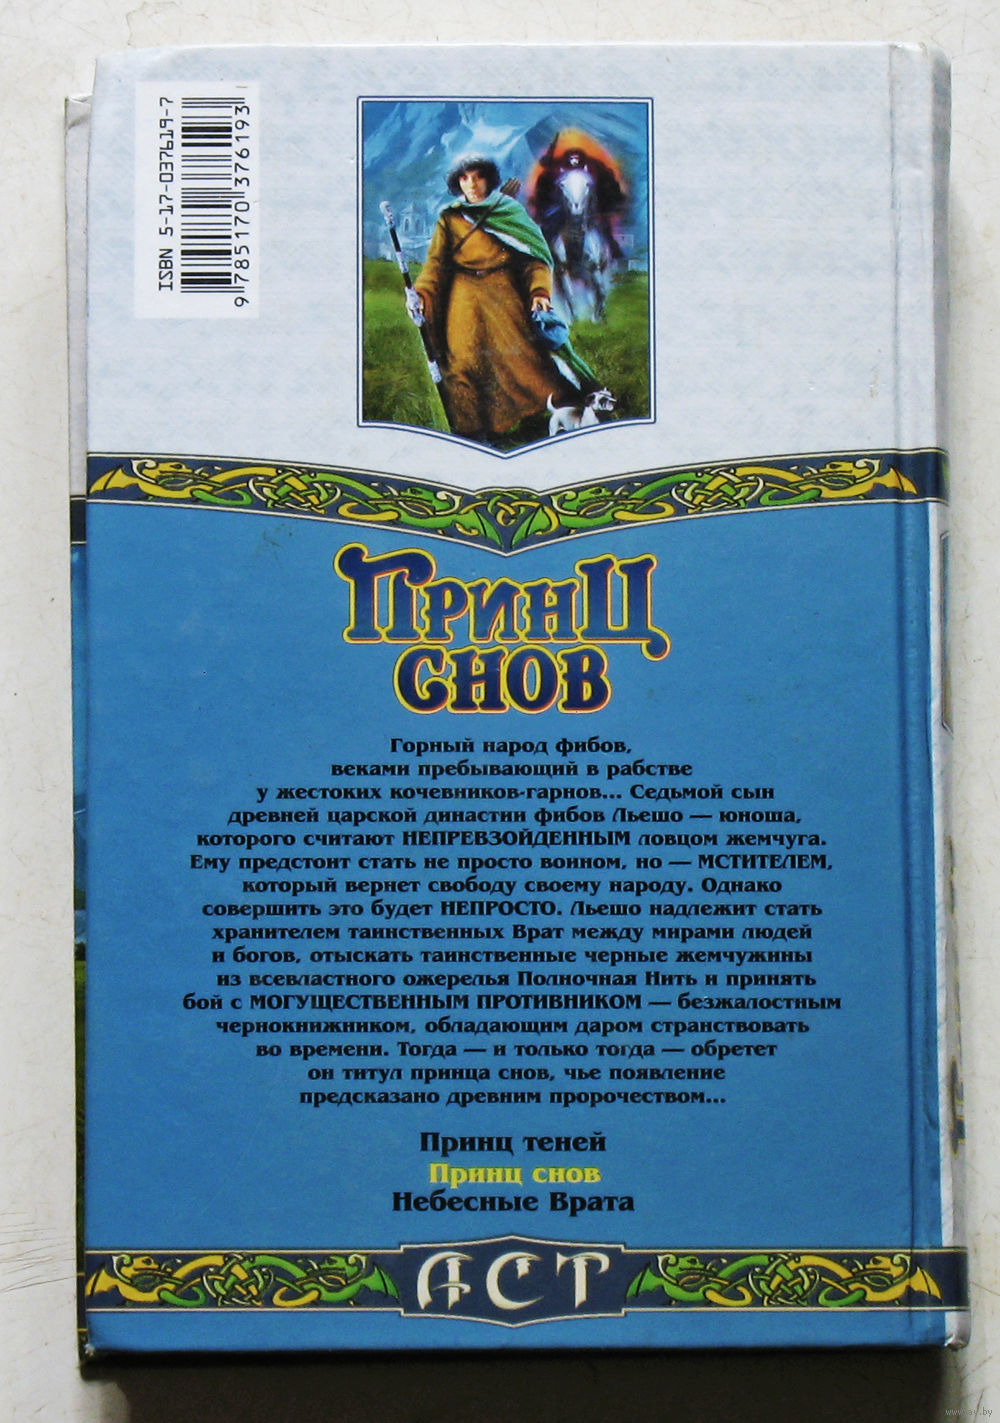 ISBN 5-17-037619-7
9785170376193
Принц
снов
Горный народ фибов,
веками пребывающий в рабстве
у жестоких кочевников-гарнов... Седьмой сын
древней царской династии фибов Льешо — юноша,
которого считают НЕПРЕВЗОЙДЕННЫМ ловцом жемчуга.
Ему предстоит стать не просто воином, но — МСТИТЕЛЕМ,
который вернет свободу своему народу. Однако
совершить это будет НЕПРОСТО. Льешо надлежит стать
хранителем таинственных Врат между мирами людей
и богов, отыскать таинственные черные жемчужины
из всевластного ожерелья Полночная Нить и принять
бой с МОГУЩЕСТВЕННЫМ ПРОТИВНИКОМ — безжалостным
чернокнижником, обладающим даром странствовать
во времени. Тогда — и только тогда — обретет
он титул принца снов, чье появление
предсказано древним пророчеством...
Принц теней
Принц снов
Небесные Врата
АСТ
www.ay.by